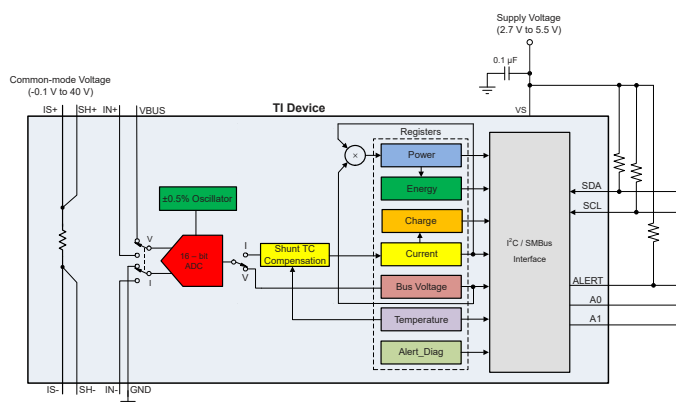 Supply Voltage
(2.7 V to 5.5 V)
0.1 µF
Common-mode Voltage
(-0.1 V to 40 V)
IS+ SH+ IN+ VBUS
TI Device
VS
Registers
×
Power
Energy
±0.5% Oscillator
Charge
SDA
SCL
V
I
16 – bit
ADC
Shunt TC
Compensation
Current
I²C / SMBus
Interface
I
V
Bus Voltage
ALERT
A0
Temperature
A1
Alert_Diag
IS- SH- IN- GND